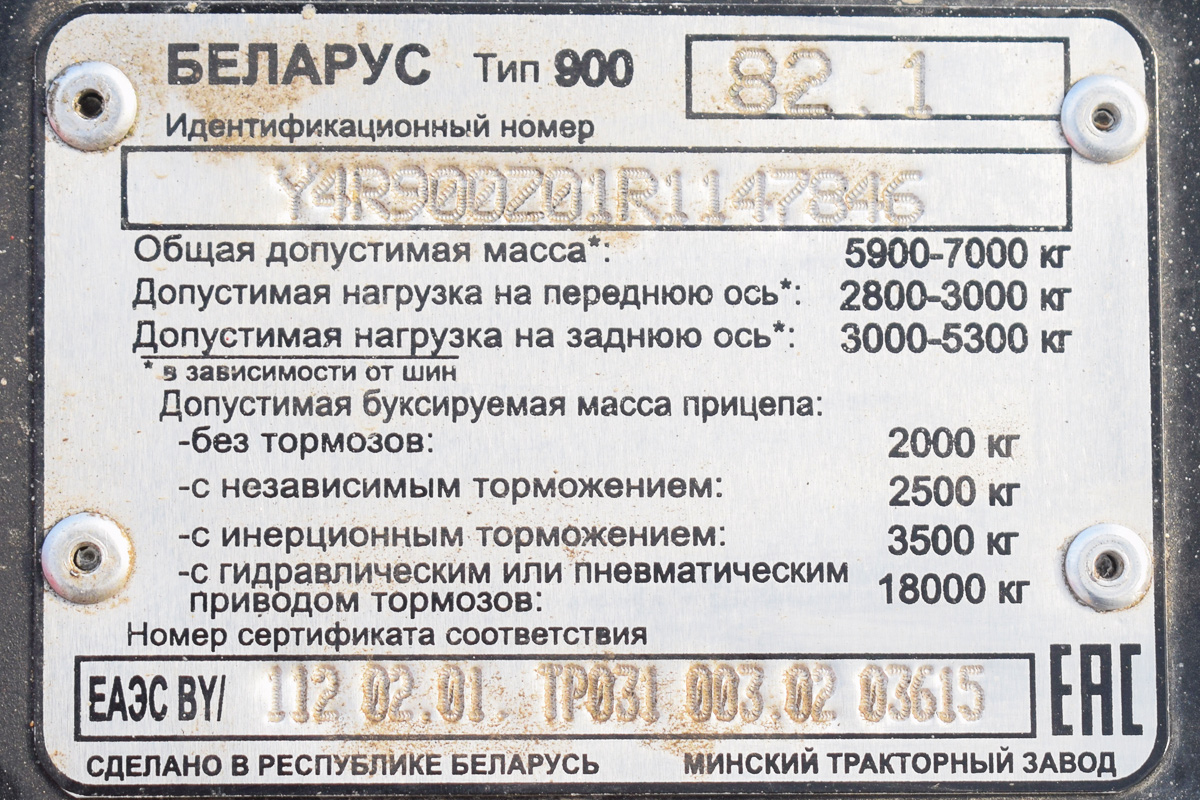 БЕЛАРУС Тип 900 82.1
Идентификационный номер
Y4R900Z01R1147846
Общая допустимая масса*: 5900-7000 кг
Допустимая нагрузка на переднюю ось*: 2800-3000 кг
Допустимая нагрузка на заднюю ось*: 3000-5300 кг
* в зависимости от шин
Допустимая буксируемая масса прицепа:
-без тормозов: 2000 кг
-с независимым торможением: 2500 кг
-с инерционным торможением: 3500 кг
-с гидравлическим или пневматическим
приводом тормозов: 18000 кг
Номер сертификата соответствия
ЕАЭС BY/ 112 02.01. ТР031 003.02 03615
EAC
СДЕЛАНО В РЕСПУБЛИКЕ БЕЛАРУСЬ МИНСКИЙ ТРАКТОРНЫЙ ЗАВОД